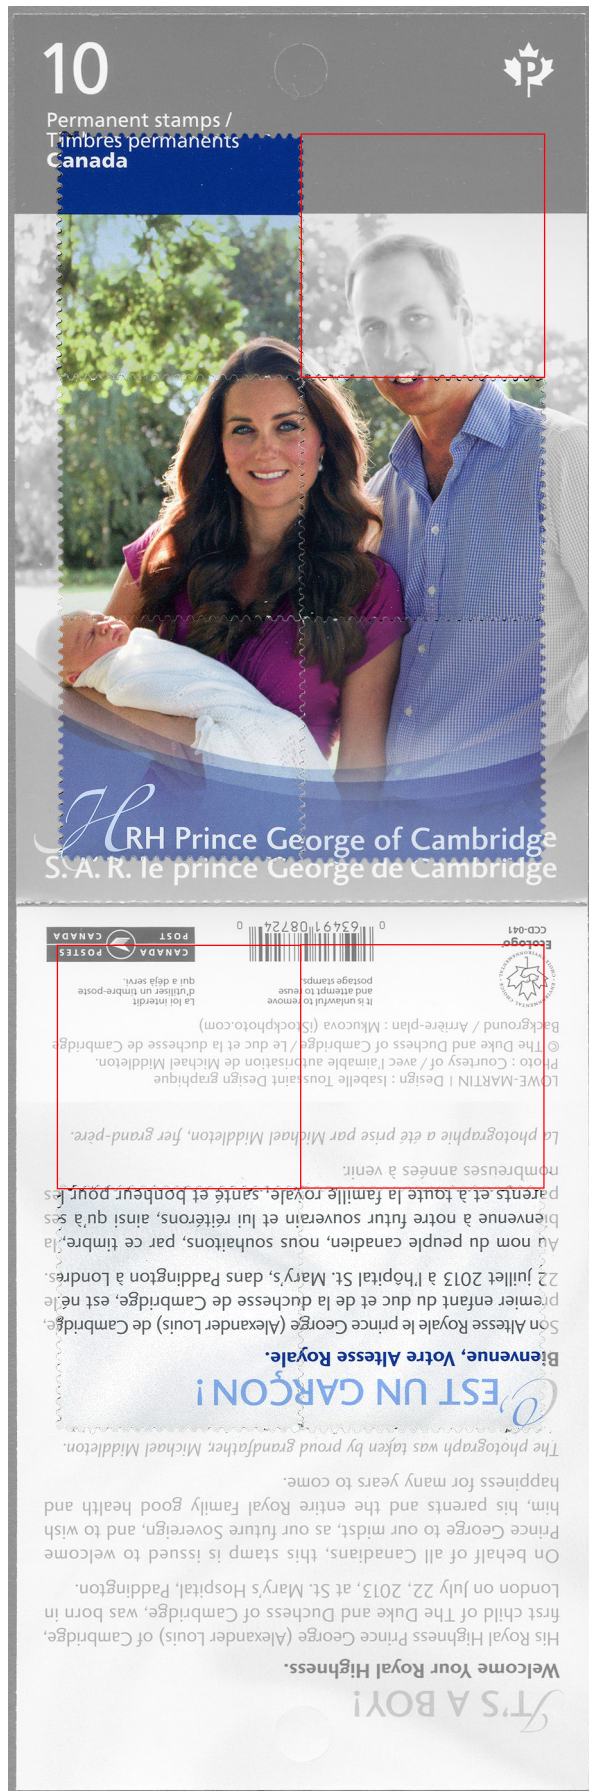 10
P
Permanent stamps /
Timbres permanents
Canada
HRH Prince George of Cambridge
S. A. R. le prince George de Cambridge
IT'S A BOY!
Welcome Your Royal Highness.
His Royal Highness Prince George (Alexander Louis) of Cambridge,
first child of The Duke and Duchess of Cambridge, was born in
London on July 22, 2013, at St. Mary's Hospital, Paddington.
On behalf of all Canadians, this stamp is issued to welcome
Prince George to our midst, as our future Sovereign, and to wish
him, his parents and the entire Royal Family good health and
happiness for many years to come.
The photograph was taken by proud grandfather, Michael Middleton.
C'EST UN GARÇON !
Bienvenue, Votre Altesse Royale.
Son Altesse Royale le prince George (Alexander Louis) de Cambridge,
premier enfant du duc et de la duchesse de Cambridge, est né le
22 juillet 2013 à l'hôpital St. Mary's, dans Paddington à Londres.
Au nom du peuple canadien, nous souhaitons, par ce timbre, la
bienvenue à notre futur souverain et lui réitérons, ainsi qu'à ses
parents et à toute la famille royale, santé et bonheur pour les
nombreuses années à venir.
La photographie a été prise par Michael Middleton, fier grand-père.
LOWE-MARTIN | Design : Isabelle Toussaint Design graphique
Photo : Courtesy of / avec l'aimable autorisation de Michael Middleton.
© The Duke and Duchess of Cambridge / Le duc et la duchesse de Cambridge
Background / Arrière-plan : Mkucova (iStockphoto.com)
It is unlawful to remove
and attempt to reuse
postage stamps.
La loi interdit
d'utiliser un timbre-poste
qui a déjà servi.
EcoLogo
CCD-041
0 63491 08724 0
CANADA POSTES
POST CANADA